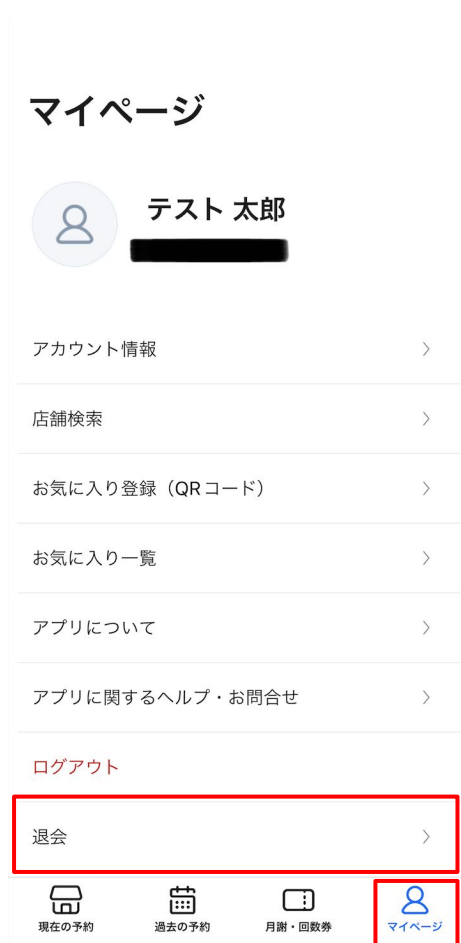 マイページ
テスト 太郎
アカウント情報
店舗検索
お気に入り登録（QRコード）
お気に入り一覧
アプリについて
アプリに関するヘルプ・お問合せ
ログアウト
退会
現在の予約
過去の予約
月謝・回数券
マイページ